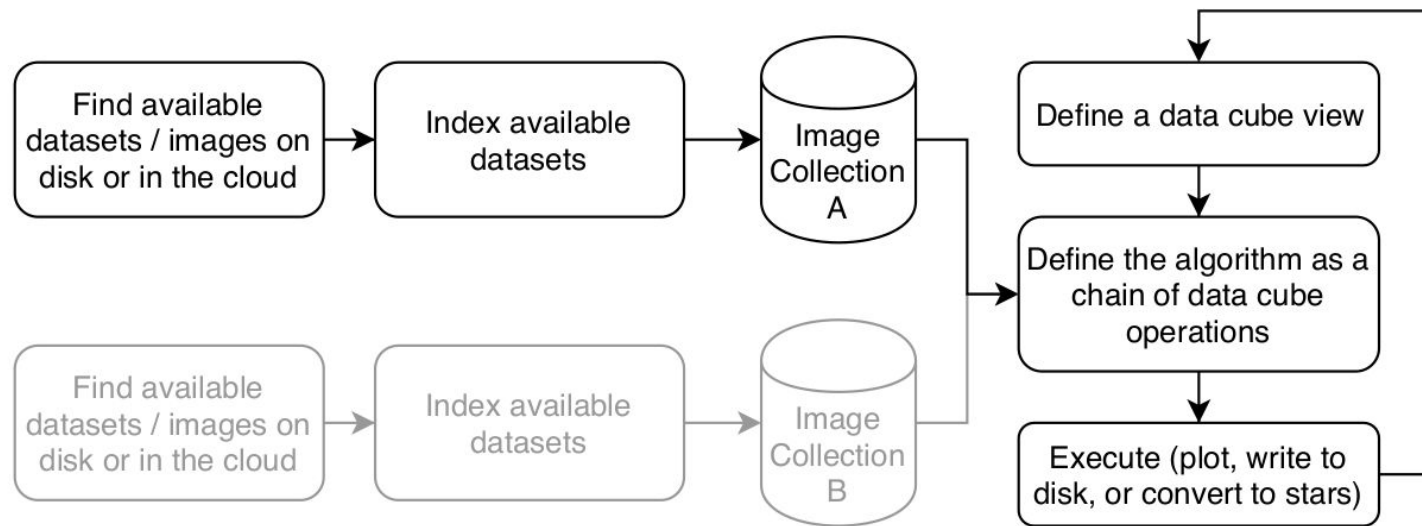 Find available
datasets / images on
disk or in the cloud
Index available
datasets
Image
Collection
A
Define a data cube view
Define the algorithm as a
chain of data cube
operations
Find available
datasets / images on
disk or in the cloud
Index available
datasets
Image
Collection
B
Execute (plot, write to
disk, or convert to stars)